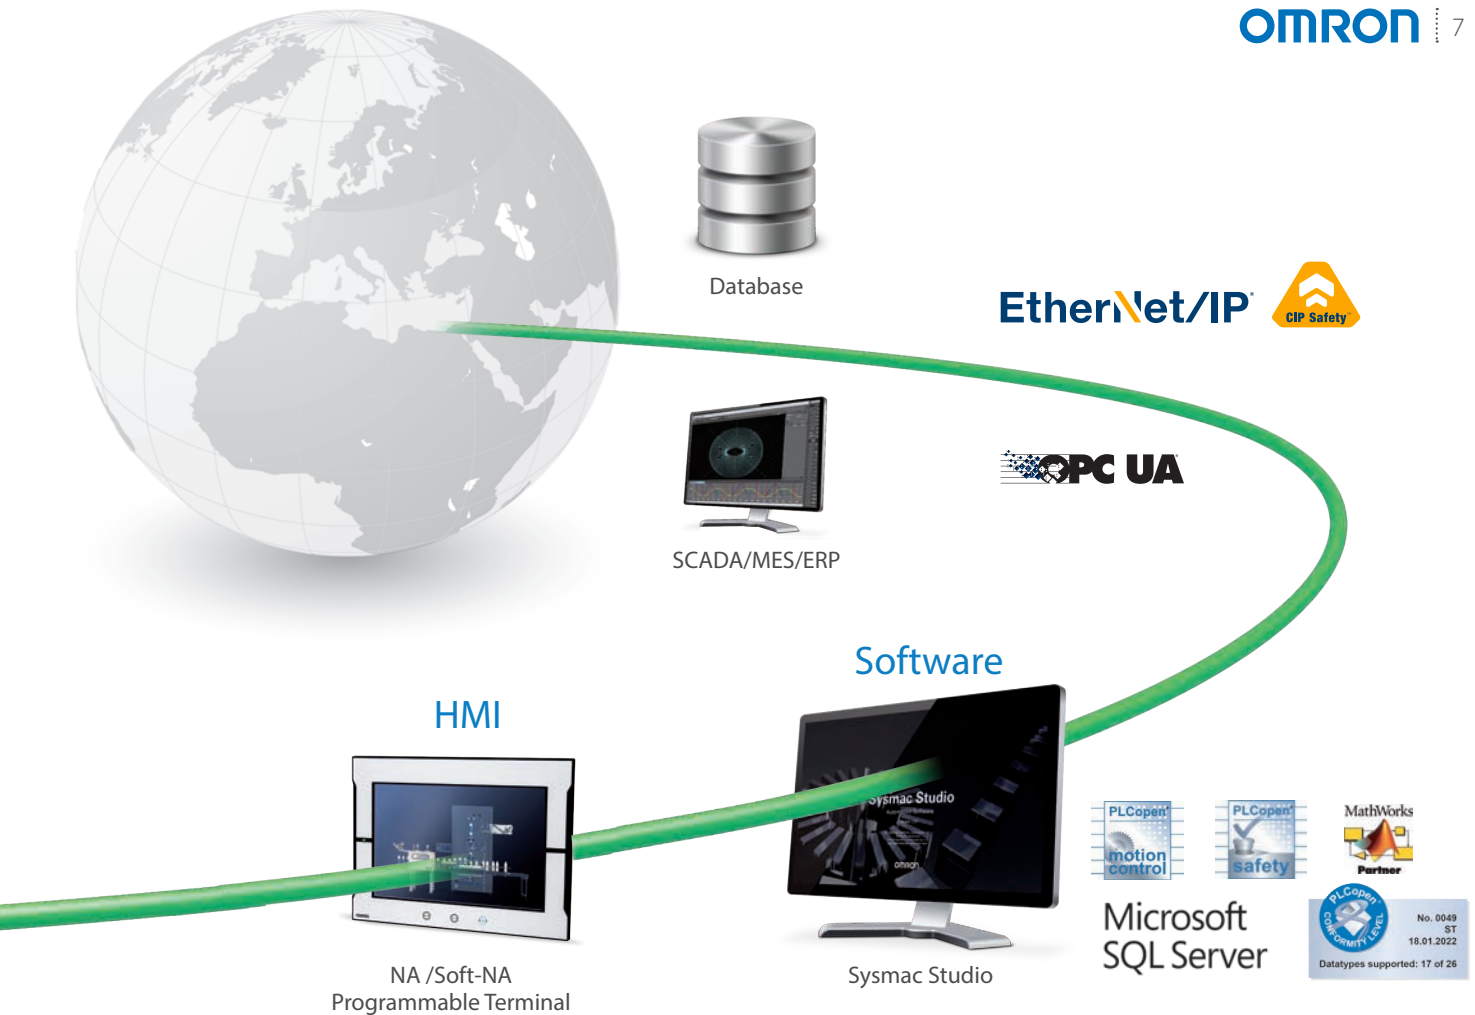 OMRON
7
Database
EtherNet/IP
CIP Safety™
OPC UA
SCADA/MES/ERP
Software
HMI
Sysmac Studio
OMRON
PLCopen
motion
control
PLCopen
safety
MathWorks
Partner
Microsoft
SQL Server
PLCopen
CONFORMITY LEVEL
No. 0049
ST
18.01.2022
Datatypes supported: 17 of 26
NA /Soft-NA
Programmable Terminal
Sysmac Studio